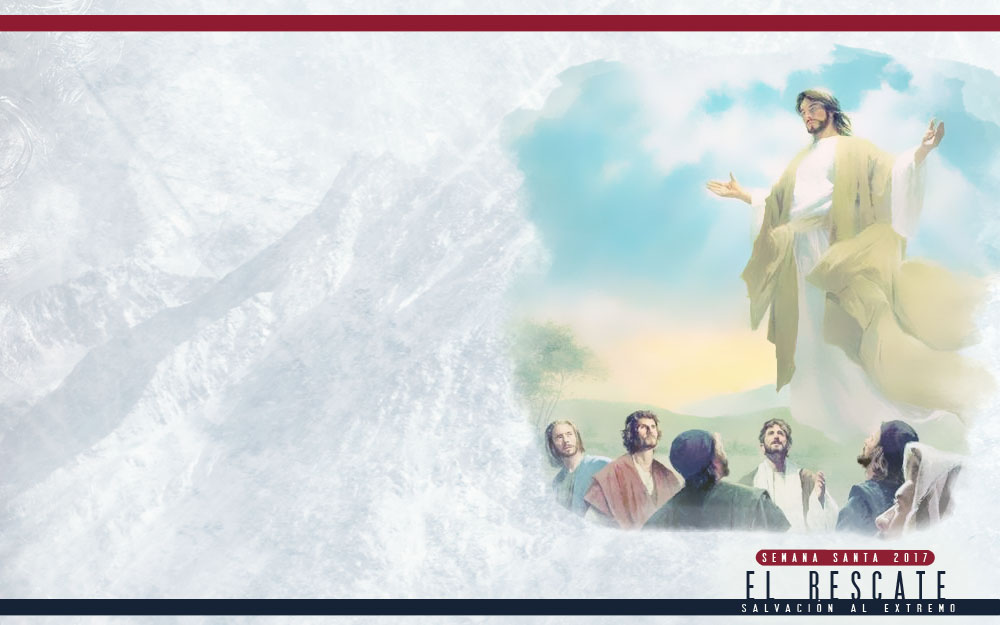 SEMANA SANTA 2017
EL RESCATE
SALVACIÓN AL EXTREMO